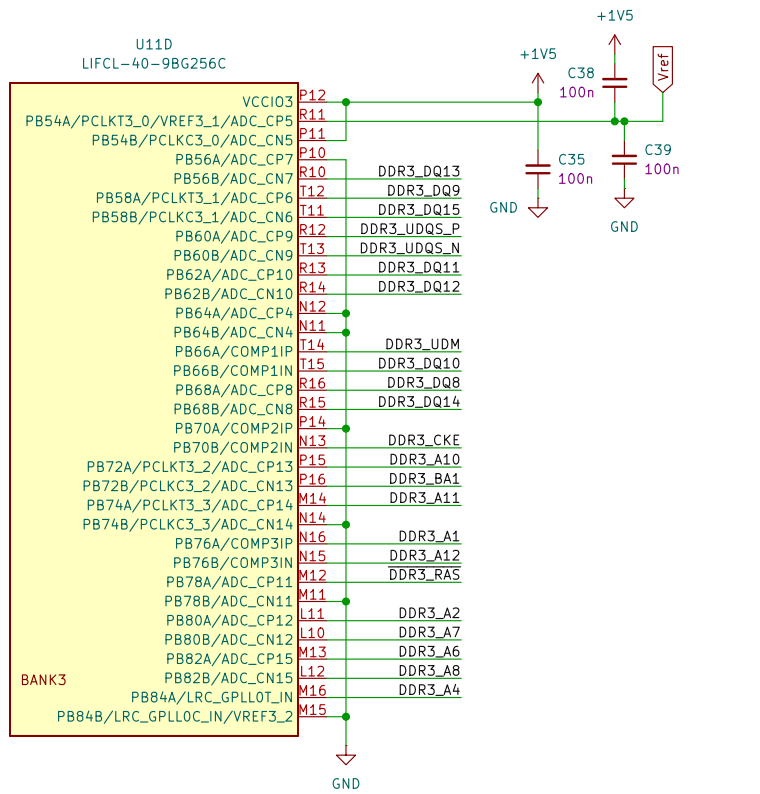 +1V5
U11D
+1V5
LIFCL-40-9BG256C
Vref
C38
100n
VCCIO3 P12
PB54A/PCLKT3_0/VREF3_1/ADC_CP5 R11
PB54B/PCLKC3_0/ADC_CN5 P11
C39
100n
PB56A/ADC_CP7 P10
C35
100n
PB56B/ADC_CN7 R10 DDR3_DQ13
PB58A/PCLKT3_1/ADC_CP6 T12 DDR3_DQ9
GND
PB58B/PCLKC3_1/ADC_CN6 T11 DDR3_DQ15
GND
PB60A/ADC_CP9 R12 DDR3_UDQS_P
PB60B/ADC_CN9 T13 DDR3_UDQS_N
PB62A/ADC_CP10 R13 DDR3_DQ11
PB62B/ADC_CN10 R14 DDR3_DQ12
PB64A/ADC_CP4 N12
PB64B/ADC_CN4 N11
PB66A/COMP1IP T14 DDR3_UDM
PB66B/COMP1IN T15 DDR3_DQ10
PB68A/ADC_CP8 R16 DDR3_DQ8
PB68B/ADC_CN8 R15 DDR3_DQ14
PB70A/COMP2IP P14
PB70B/COMP2IN N13 DDR3_CKE
PB72A/PCLKT3_2/ADC_CP13 P15 DDR3_A10
PB72B/PCLKC3_2/ADC_CN13 P16 DDR3_BA1
PB74A/PCLKT3_3/ADC_CP14 M14 DDR3_A11
PB74B/PCLKC3_3/ADC_CN14 N14
PB76A/COMP3IP N16 DDR3_A1
PB76B/COMP3IN N15 DDR3_A12
PB78A/ADC_CP11 M12 DDR3_RAS
PB78B/ADC_CN11 M11
PB80A/ADC_CP12 L11 DDR3_A2
PB80B/ADC_CN12 L10 DDR3_A7
PB82A/ADC_CP15 M13 DDR3_A6
PB82B/ADC_CN15 L12 DDR3_A8
BANK3
PB84A/LRC_GPLL0T_IN M16 DDR3_A4
PB84B/LRC_GPLL0C_IN/VREF3_2 M15
GND